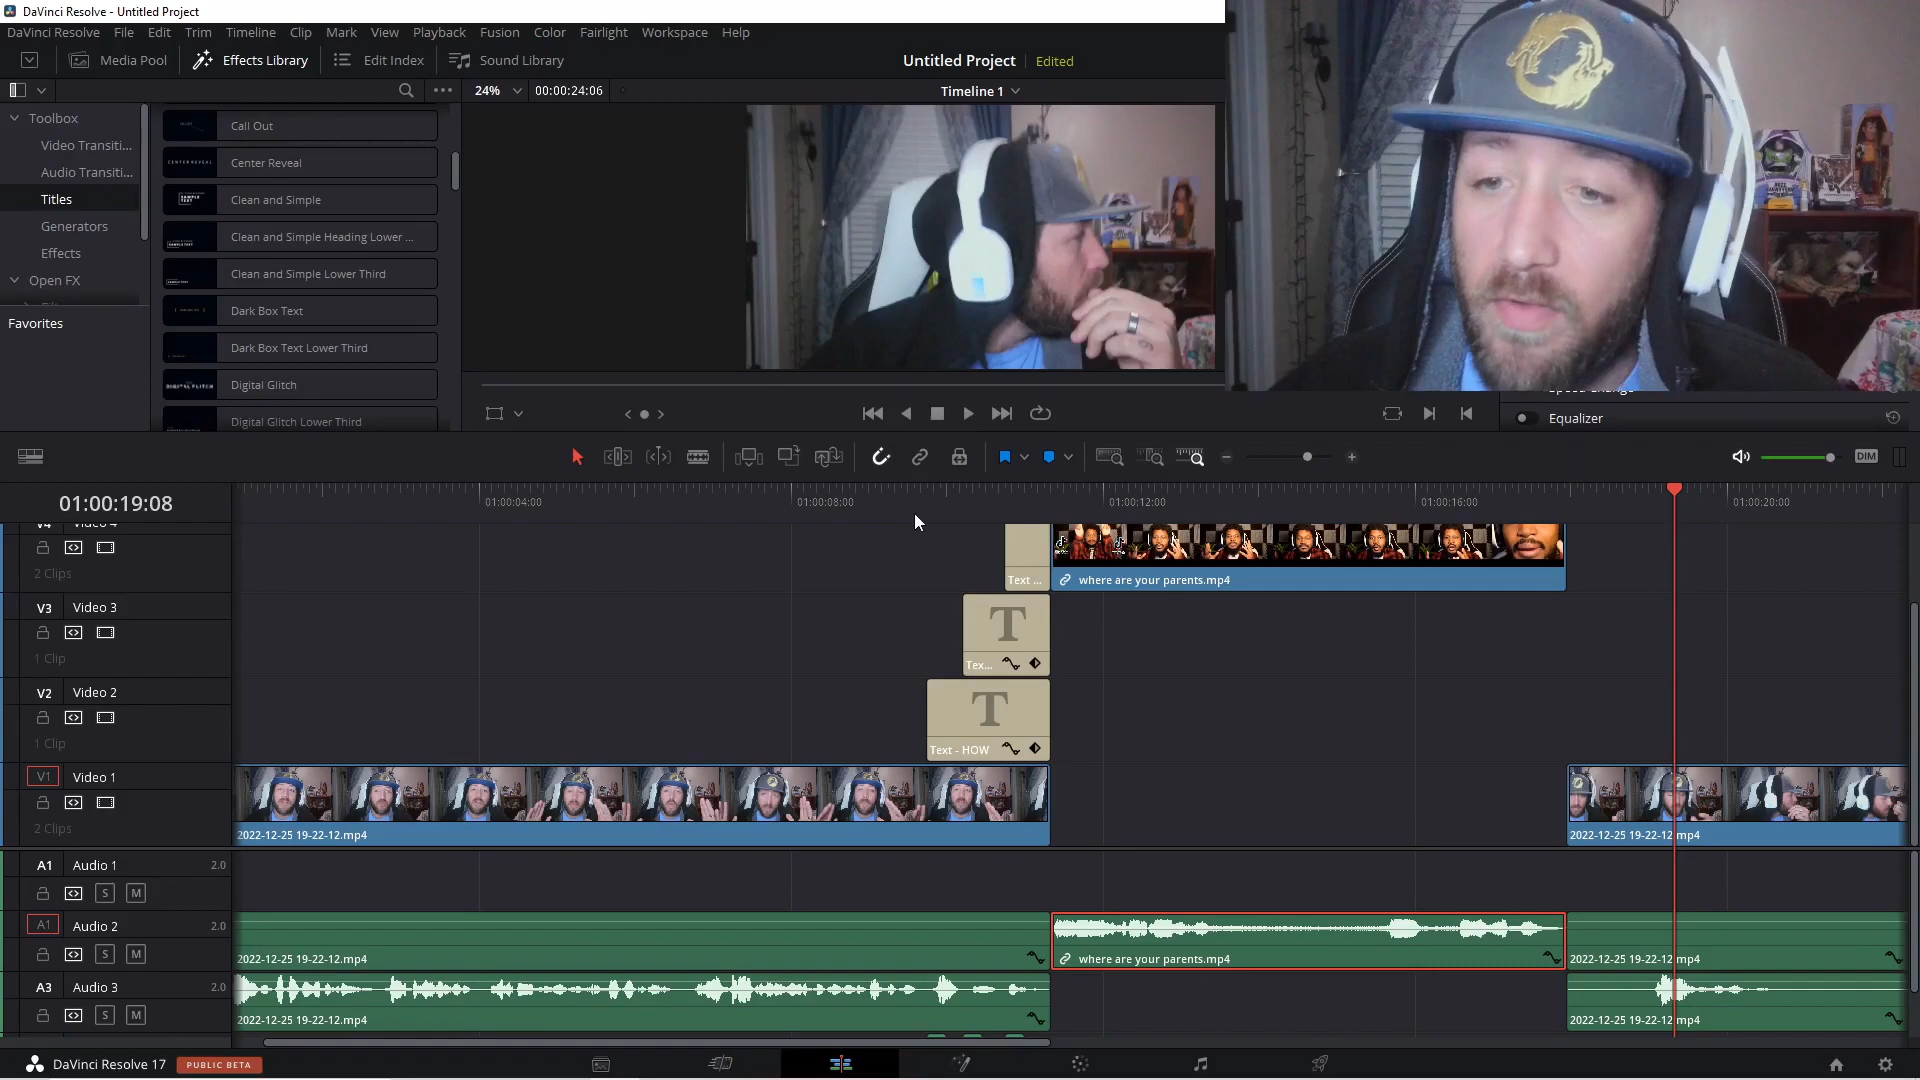 DaVinci Resolve - Untitled Project
DaVinci Resolve File Edit Trim Timeline Clip Mark View Playback Fusion Color Fairlight Workspace Help
Media Pool Effects Library Edit Index Sound Library Untitled Project Edited
24% 00:00:24:06 Timeline 1
Toolbox
Video Transiti...
Audio Transiti...
Titles
Generators
Effects
Open FX
Favorites
Call Out
CENTER REVEAL Center Reveal
SAMPLE TEXT Clean and Simple
Clean and Simple Heading Lower ...
Clean and Simple Lower Third
Dark Box Text
Dark Box Text Lower Third
DIGITAL GLITCH Digital Glitch
Digital Glitch Lower Third
Speed Change
Equalizer
DIM
01:00:19:08
01:00:04:00 01:00:08:00 01:00:12:00 01:00:16:00 01:00:20:00
V4 Video 4
2 Clips
Text ...
where are your parents.mp4
V3 Video 3
1 Clip
T
Tex...
V2 Video 2
1 Clip
T
Text - HOW
V1 Video 1
2 Clips
2022-12-25 19-22-12.mp4
2022-12-25 19-22-12.mp4
A1 Audio 1 2.0
S M
A1 Audio 2 2.0
S M
2022-12-25 19-22-12.mp4
where are your parents.mp4
2022-12-25 19-22-12.mp4
A3 Audio 3 2.0
S M
2022-12-25 19-22-12.mp4
2022-12-25 19-22-12.mp4
DaVinci Resolve 17 PUBLIC BETA